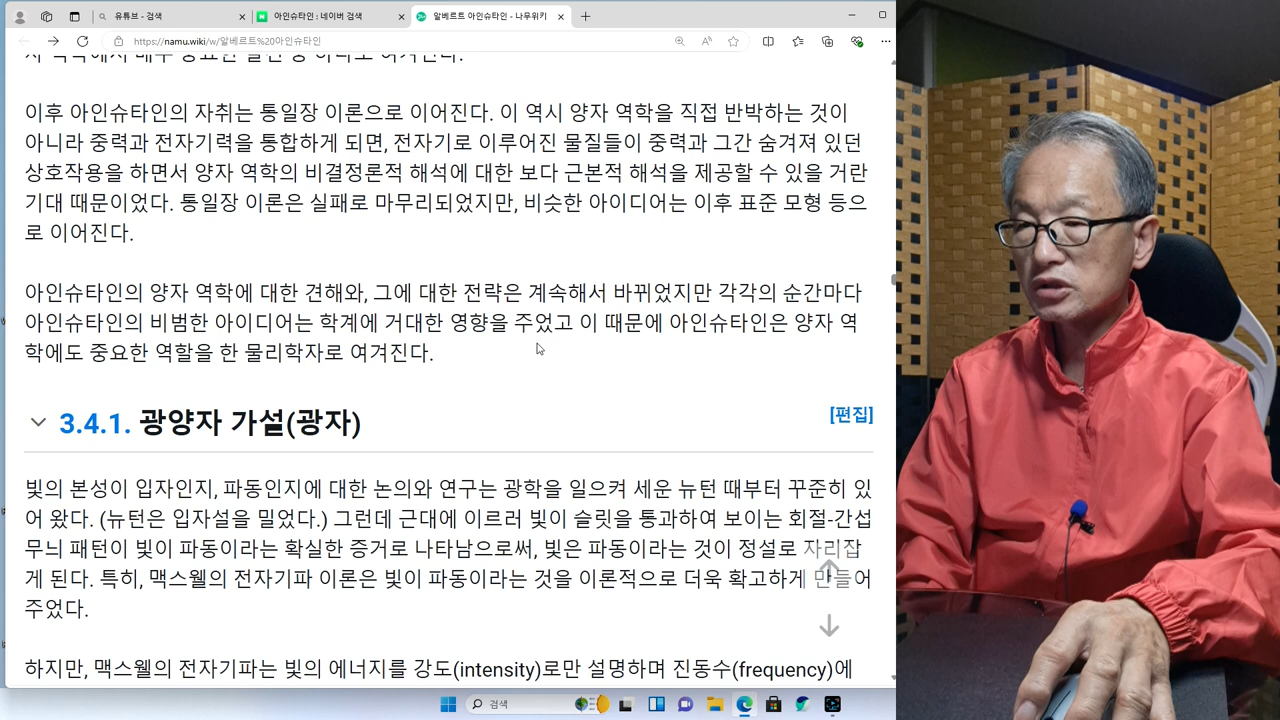 유튜브 - 검색
아인슈타인 : 네이버 검색
알베르트 아인슈타인 - 나무위키
https://namu.wiki/w/알베르트%20아인슈타인
이후 아인슈타인의 자취는 통일장 이론으로 이어진다. 이 역시 양자 역학을 직접 반박하는 것이
아니라 중력과 전자기력을 통합하게 되면, 전자기로 이루어진 물질들이 중력과 그간 숨겨져 있던
상호작용을 하면서 양자 역학의 비결정론적 해석에 대한 보다 근본적 해석을 제공할 수 있을 거란
기대 때문이었다. 통일장 이론은 실패로 마무리되었지만, 비슷한 아이디어는 이후 표준 모형 등으
로 이어진다.
아인슈타인의 양자 역학에 대한 견해와, 그에 대한 전략은 계속해서 바뀌었지만 각각의 순간마다
아인슈타인의 비범한 아이디어는 학계에 거대한 영향을 주었고 이 때문에 아인슈타인은 양자 역
학에도 중요한 역할을 한 물리학자로 여겨진다.
3.4.1. 광양자 가설(광자)
[편집]
빛의 본성이 입자인지, 파동인지에 대한 논의와 연구는 광학을 일으켜 세운 뉴턴 때부터 꾸준히 있
어 왔다. (뉴턴은 입자설을 밀었다.) 그런데 근대에 이르러 빛이 슬릿을 통과하여 보이는 회절-간섭
무늬 패턴이 빛이 파동이라는 확실한 증거로 나타남으로써, 빛은 파동이라는 것이 정설로 자리잡
게 된다. 특히, 맥스웰의 전자기파 이론은 빛이 파동이라는 것을 이론적으로 더욱 확고하게 만들어
주었다.
하지만, 맥스웰의 전자기파는 빛의 에너지를 강도(intensity)로만 설명하며 진동수(frequency)에
검색